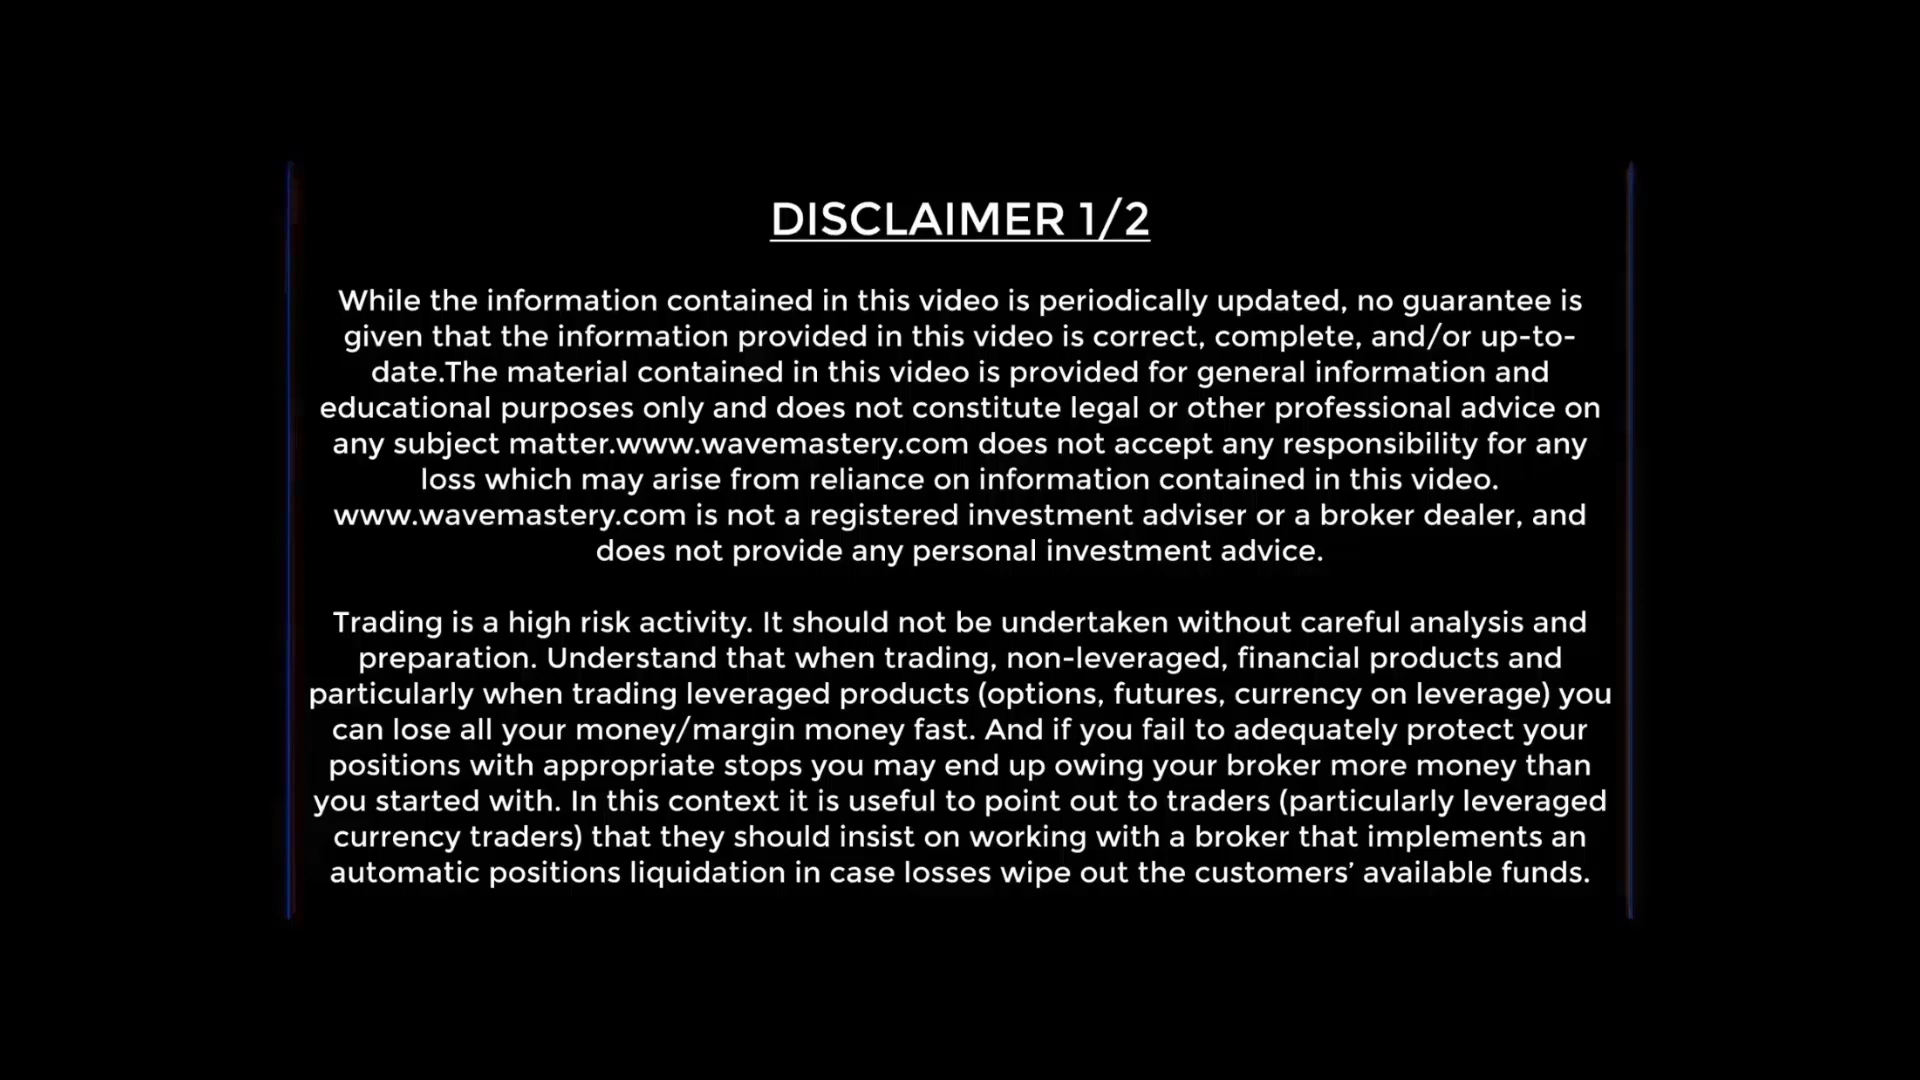 DISCLAIMER 1/2
While the information contained in this video is periodically updated, no guarantee is
given that the information provided in this video is correct, complete, and/or up-to-
date.The material contained in this video is provided for general information and
educational purposes only and does not constitute legal or other professional advice on
any subject matter.www.wavemastery.com does not accept any responsibility for any
loss which may arise from reliance on information contained in this video.
www.wavemastery.com is not a registered investment adviser or a broker dealer, and
does not provide any personal investment advice.
Trading is a high risk activity. It should not be undertaken without careful analysis and
preparation. Understand that when trading, non-leveraged, financial products and
particularly when trading leveraged products (options, futures, currency on leverage) you
can lose all your money/margin money fast. And if you fail to adequately protect your
positions with appropriate stops you may end up owing your broker more money than
you started with. In this context it is useful to point out to traders (particularly leveraged
currency traders) that they should insist on working with a broker that implements an
automatic positions liquidation in case losses wipe out the customers’ available funds.